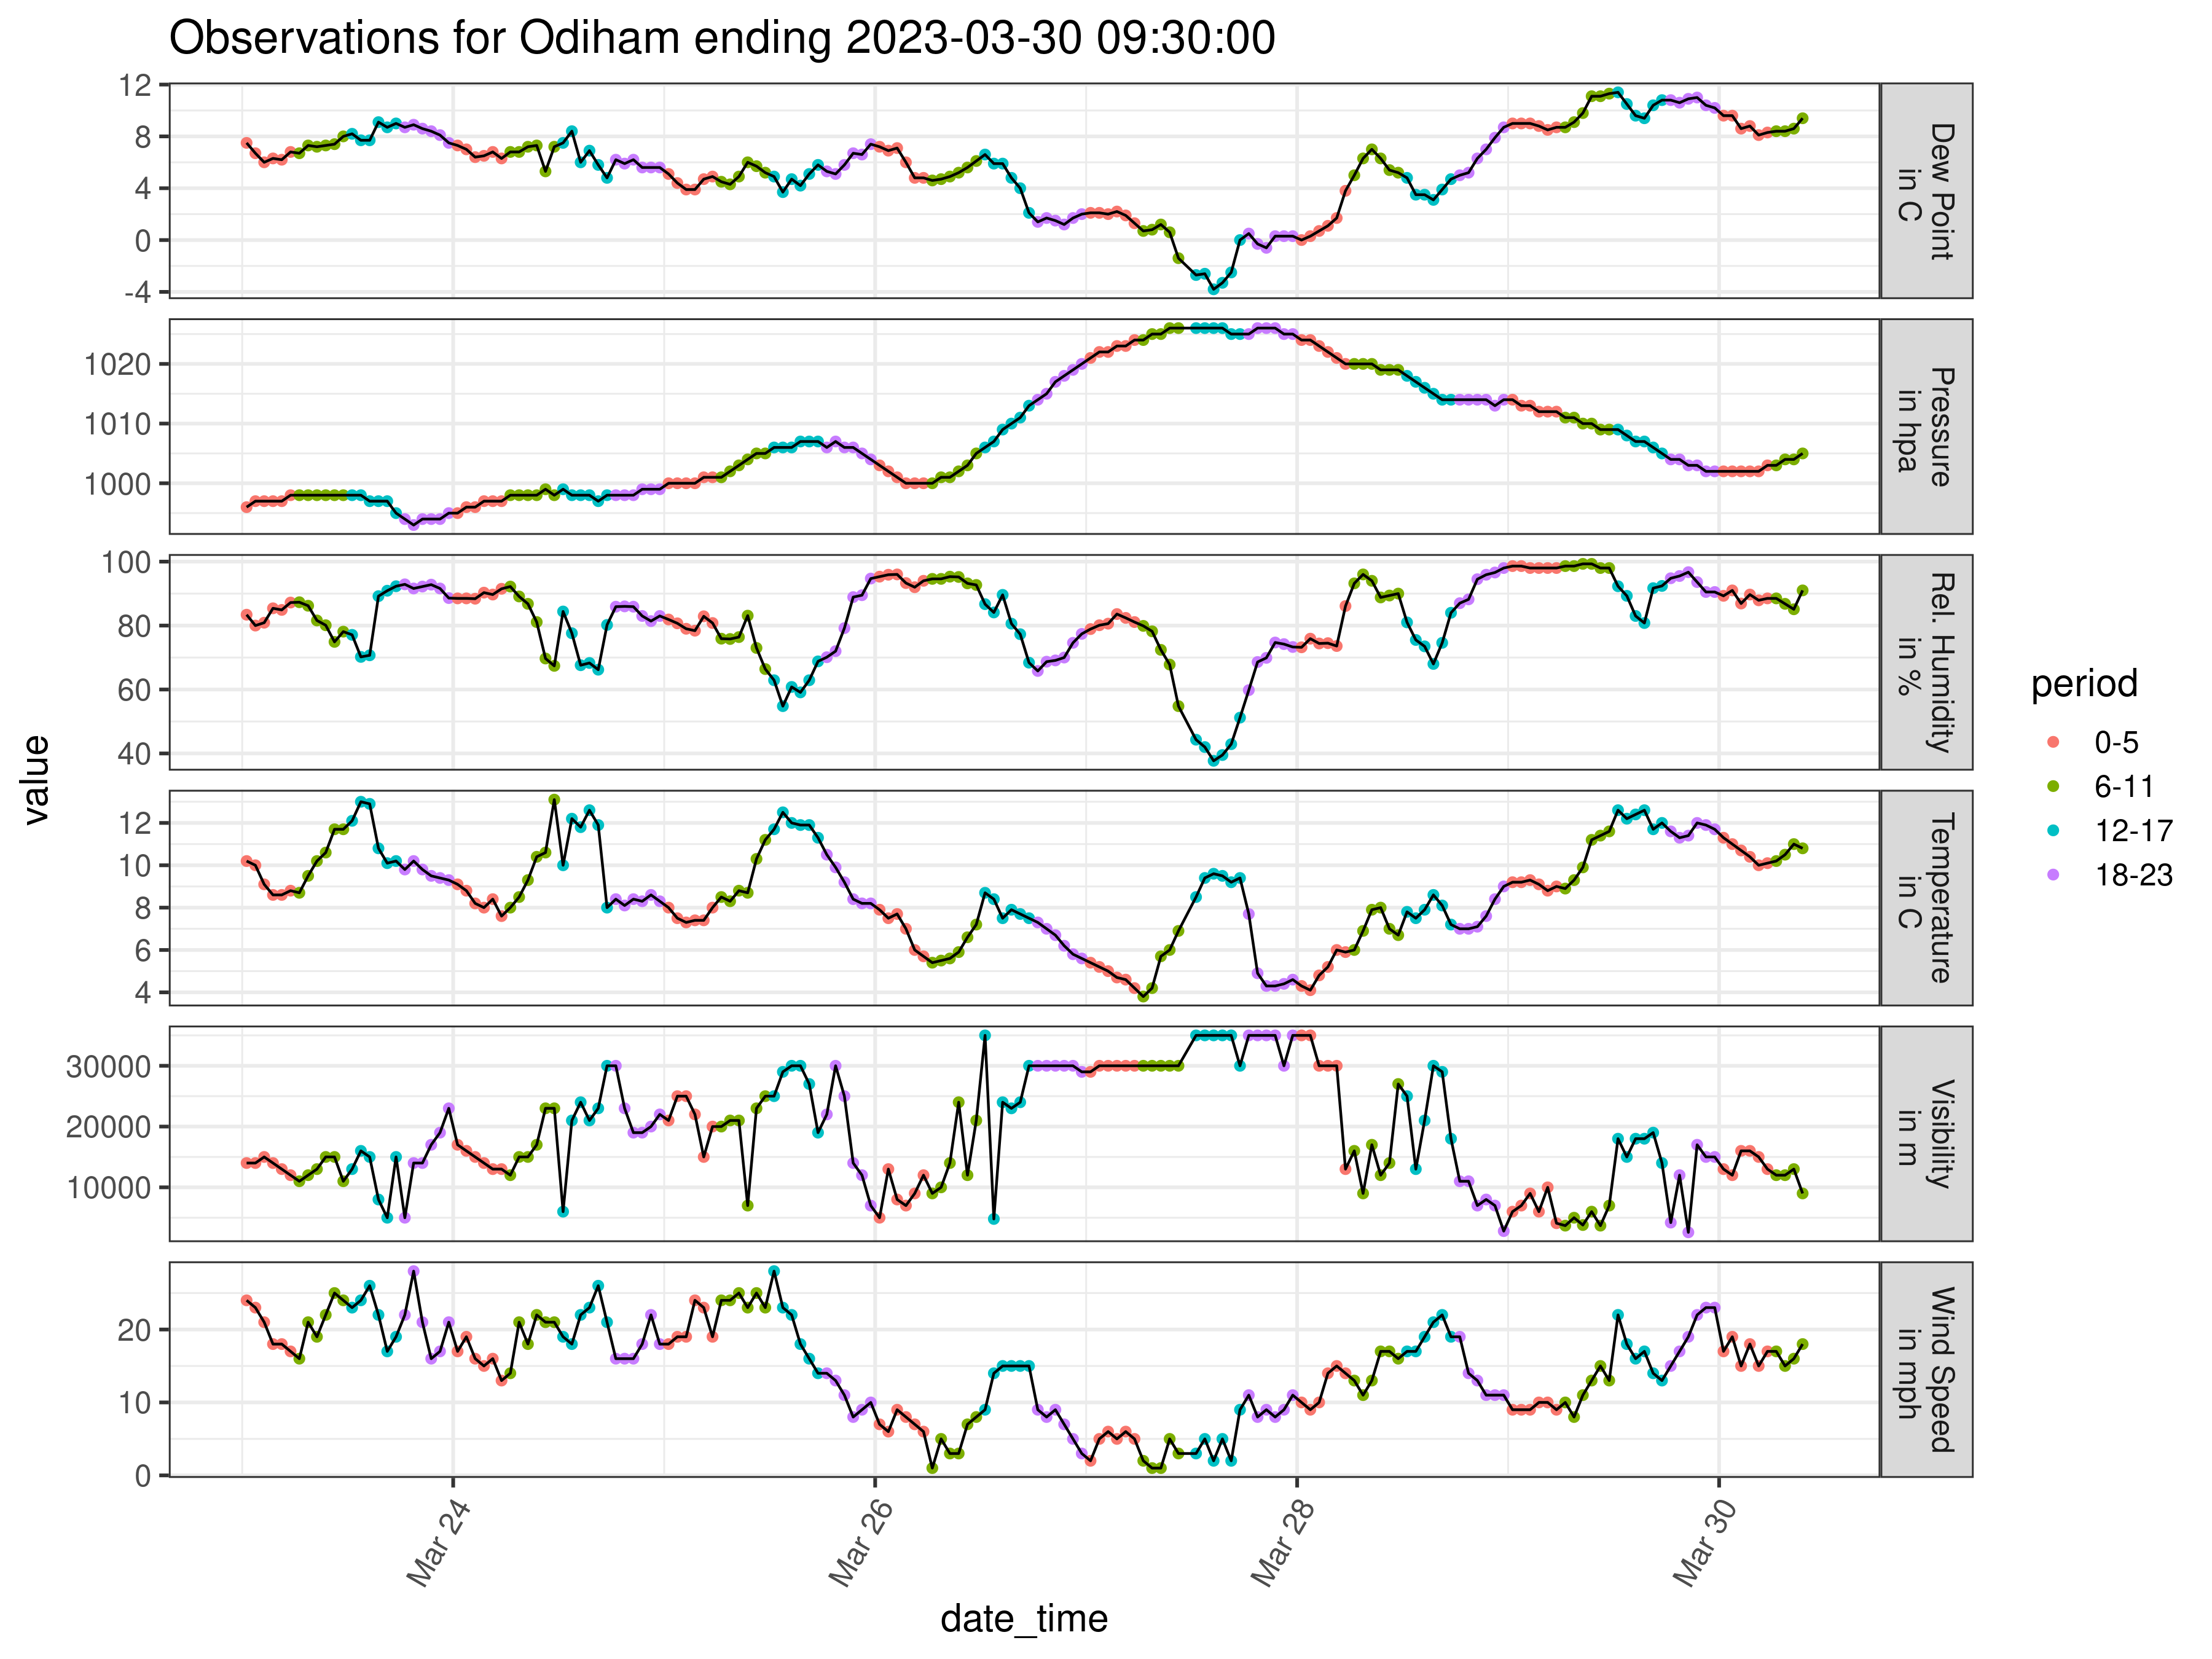 Observations for Odiham ending 2023-03-30 09:30:00
12
8
4
0
-4
Dew Point
in C
1020
1010
1000
Pressure
in hpa
100
80
60
40
Rel. Humidity
in %
12
10
8
6
4
Temperature
in C
30000
20000
10000
Visibility
in m
20
10
0
Wind Speed
in mph
value
Mar 24
Mar 26
Mar 28
Mar 30
date_time
period
0-5
6-11
12-17
18-23